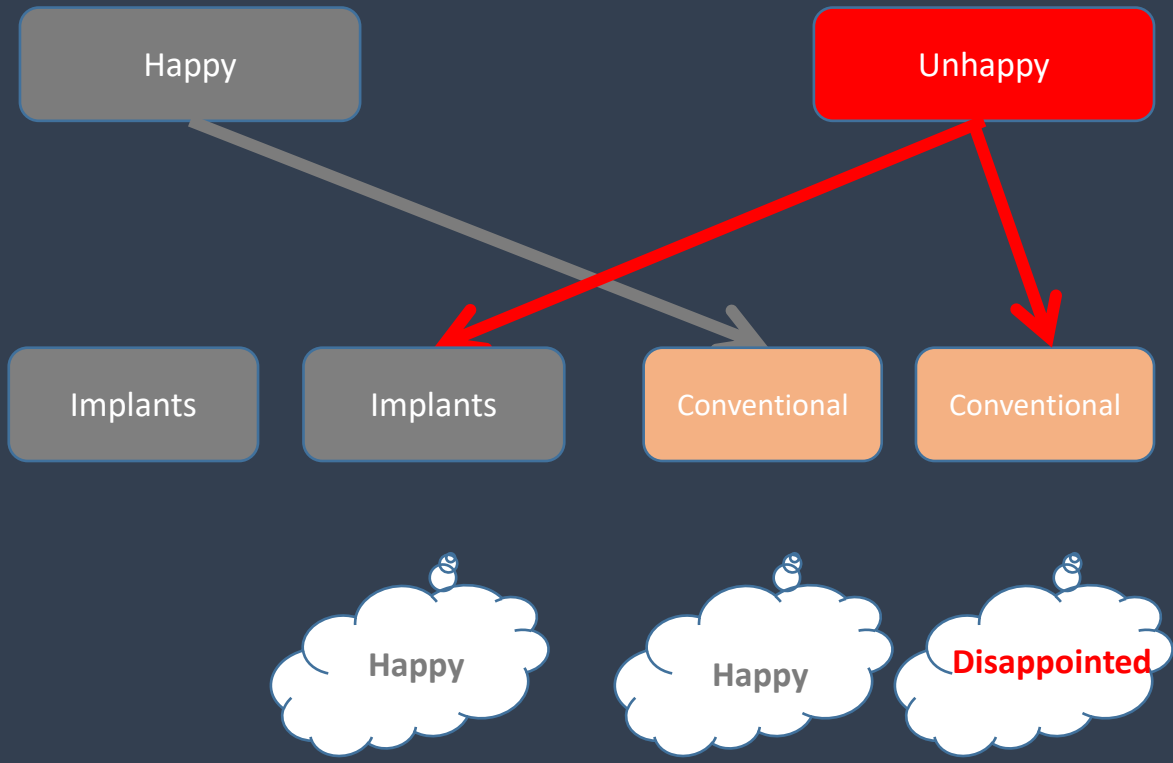 Happy
Unhappy
Implants
Implants
Conventional
Conventional
Happy
Happy
Disappointed